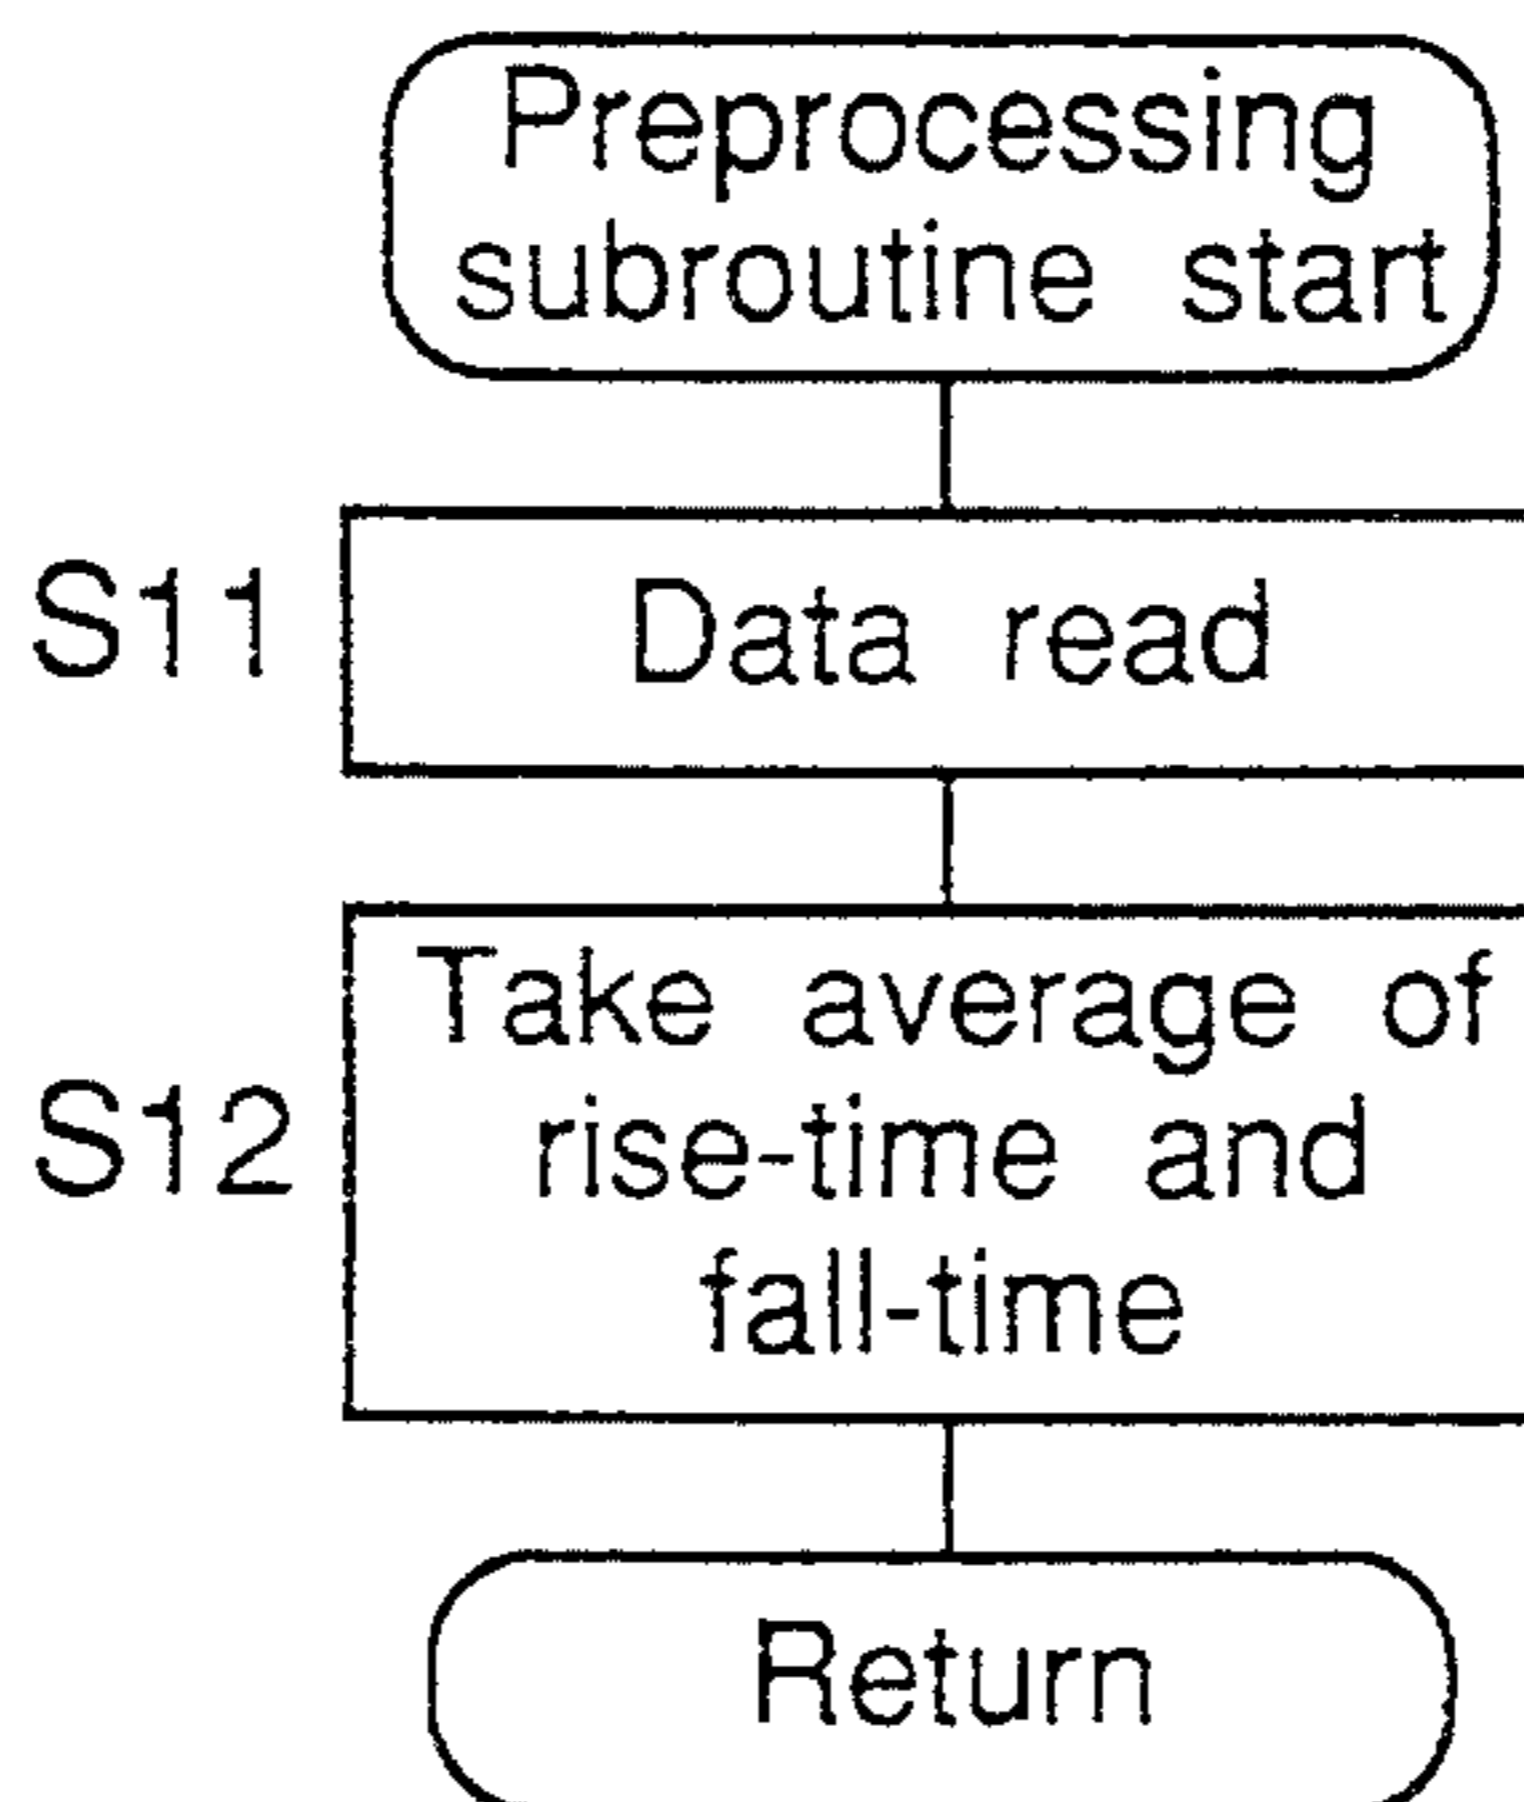 Preprocessing
subroutine start
S11
Data read
Take average of
S12
rise-time and
fall-time
Return